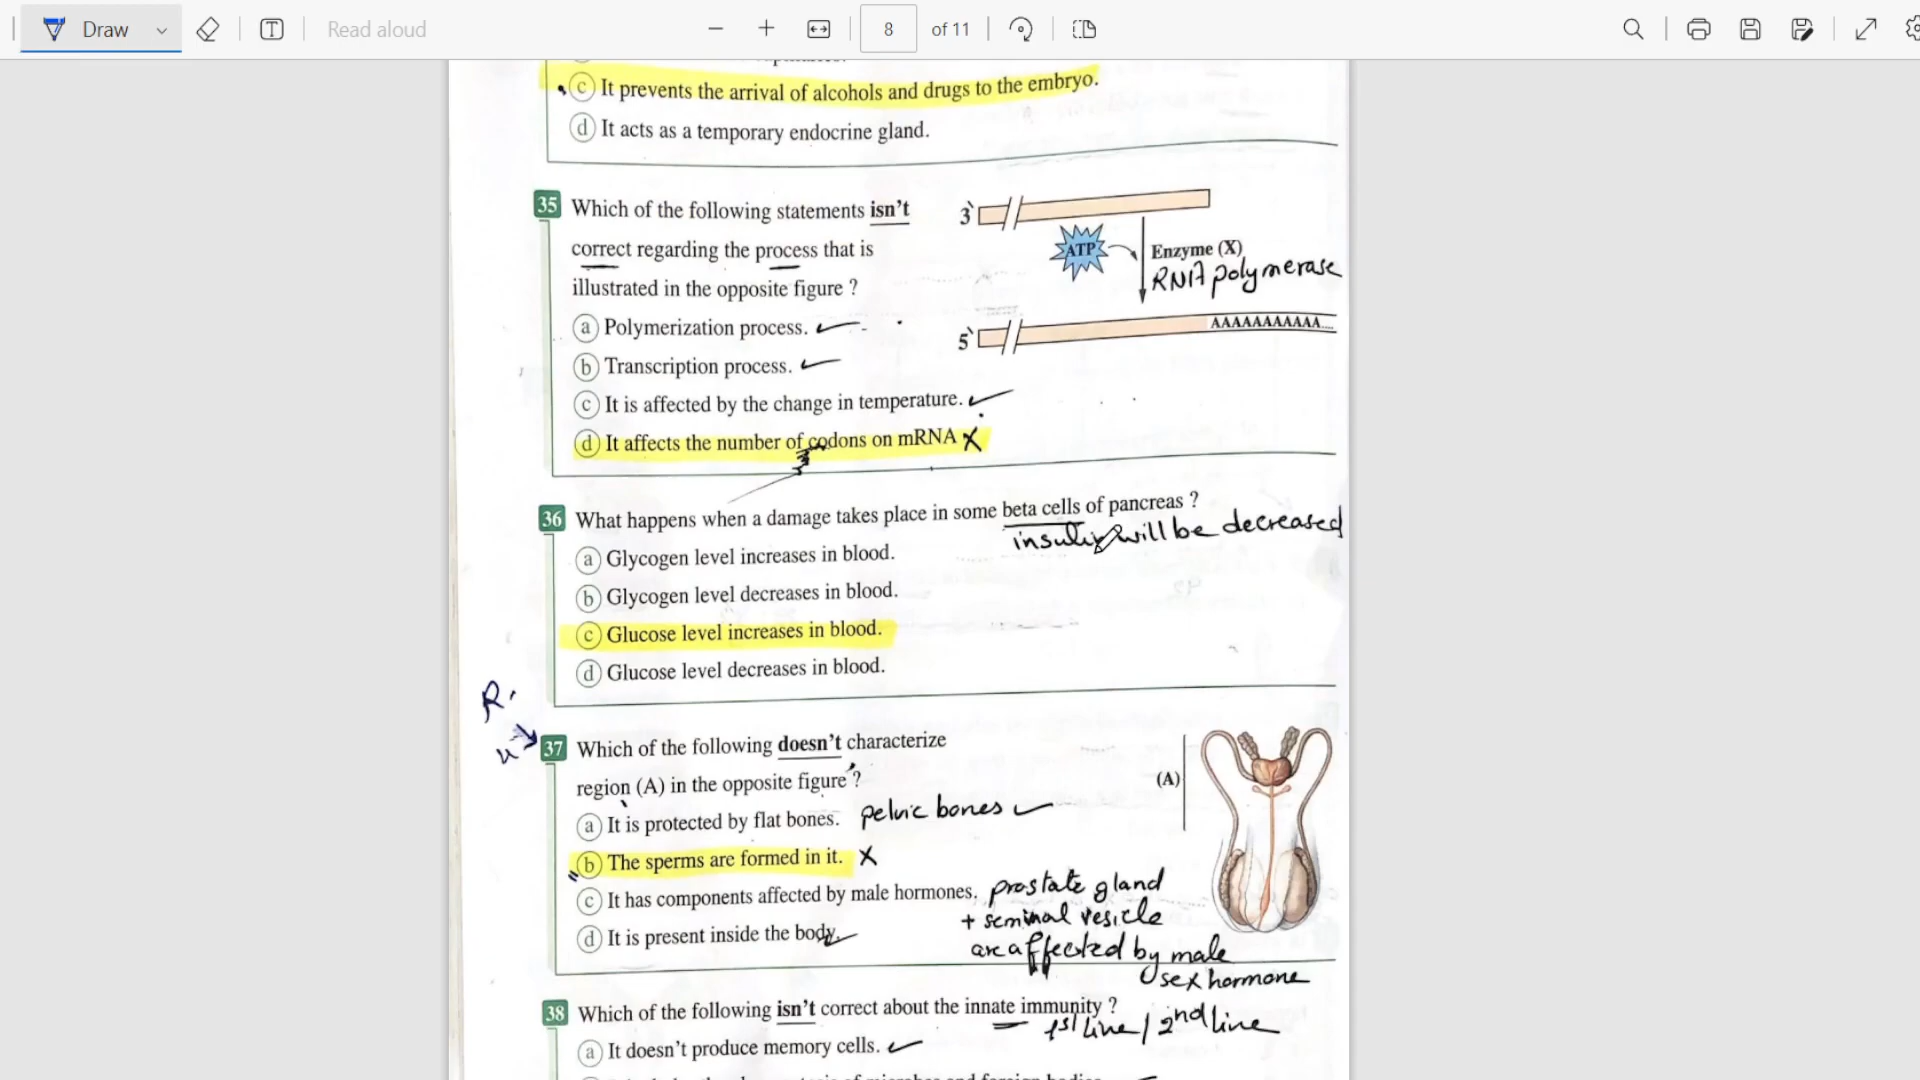 Draw
Read aloud
8 of 11
c It prevents the arrival of alcohols and drugs to the embryo.
d It acts as a temporary endocrine gland.
35 Which of the following statements isn't
correct regarding the process that is
illustrated in the opposite figure ?
a Polymerization process.
b Transcription process.
c It is affected by the change in temperature.
d It affects the number of codons on mRNA
3`
ATP
Enzyme (X)
RNA polymerase
5`
AAAAAAAAAAA...
36 What happens when a damage takes place in some beta cells of pancreas ?
insulin will be decreased
a Glycogen level increases in blood.
b Glycogen level decreases in blood.
c Glucose level increases in blood.
d Glucose level decreases in blood.
R.
37 Which of the following doesn't characterize
region (A) in the opposite figure ?
(A)
a It is protected by flat bones. pelvic bones
b The sperms are formed in it. X
c It has components affected by male hormones. prostate gland
+ seminal vesicle
d It is present inside the body.
are affected by male
sex hormone
38 Which of the following isn't correct about the innate immunity ?
1st line / 2nd line
a It doesn't produce memory cells.